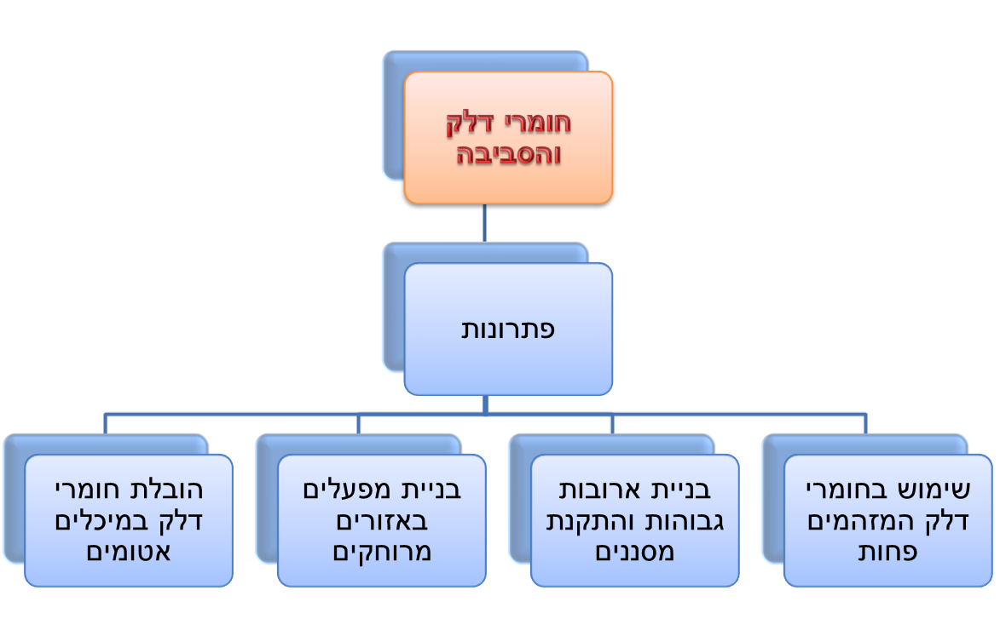 חומרי דלק
והסביבה
פתרונות
שימוש בחומרי
דלק המזהמים
פחות
בניית ארובות
גבוהות והתקנת
מסננים
בניית מפעלים
באזורים
מרוחקים
הובלת חומרי
דלק במיכלים
אטומים